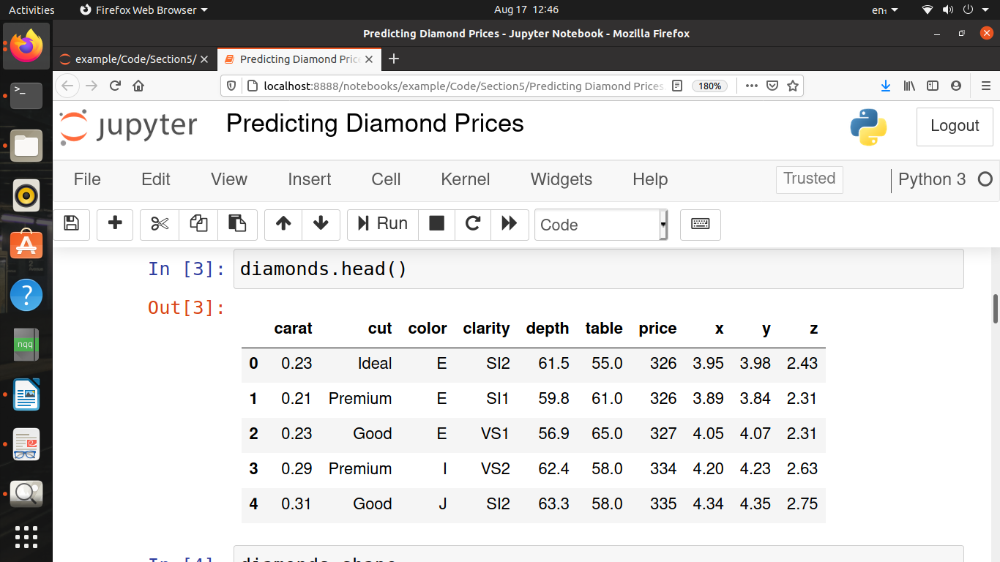 Activities Firefox Web Browser Aug 17 12:46 en₁
Predicting Diamond Prices - Jupyter Notebook - Mozilla Firefox
example/Code/Section5/ Predicting Diamond Pric
localhost:8888/notebooks/example/Code/Section5/Predicting Diamond Prices 180%
jupyter Predicting Diamond Prices Logout
File Edit View Insert Cell Kernel Widgets Help Trusted Python 3
Run Code
In [3]: diamonds.head()
Out[3]:
carat cut color clarity depth table price x y z
0 0.23 Ideal E SI2 61.5 55.0 326 3.95 3.98 2.43
1 0.21 Premium E SI1 59.8 61.0 326 3.89 3.84 2.31
2 0.23 Good E VS1 56.9 65.0 327 4.05 4.07 2.31
3 0.29 Premium I VS2 62.4 58.0 334 4.20 4.23 2.63
4 0.31 Good J SI2 63.3 58.0 335 4.34 4.35 2.75
In [4]: diamonds.shape
nqq